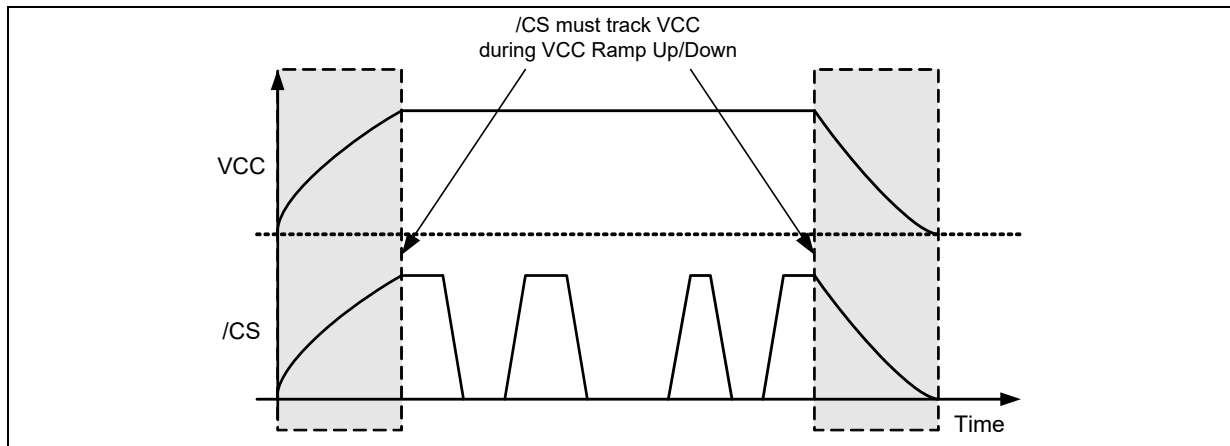 /CS must track VCC
during VCC Ramp Up/Down
VCC
/CS
Time